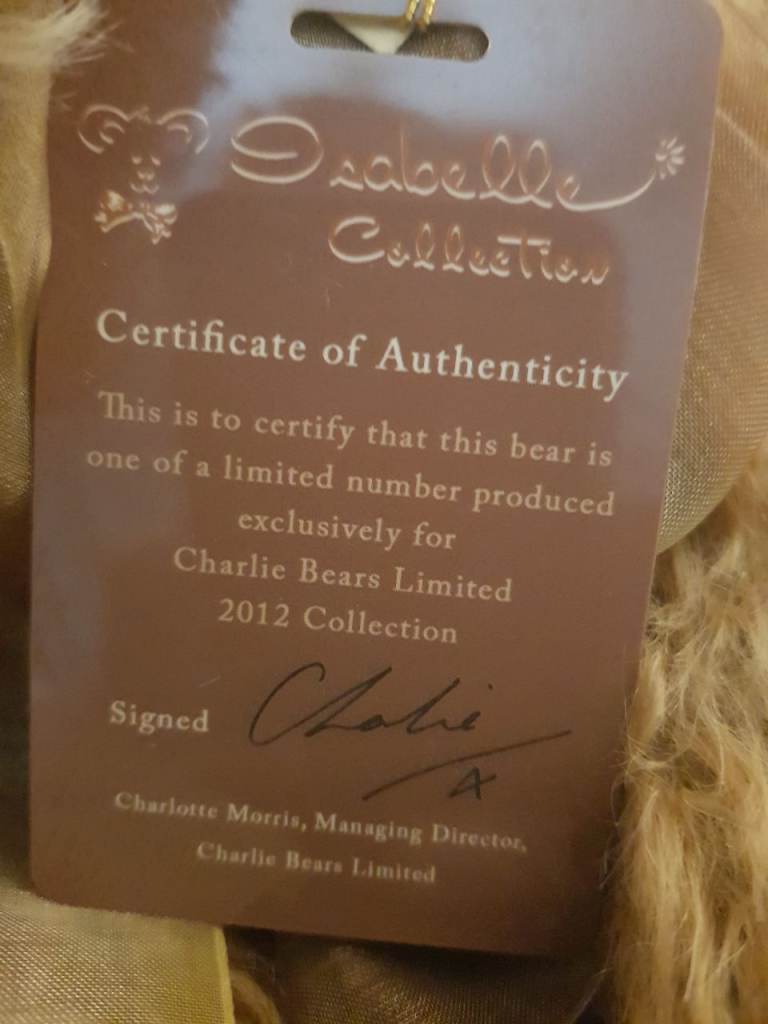 Isabelle
Collection
Certificate of Authenticity
This is to certify that this bear is
one of a limited number produced
exclusively for
Charlie Bears Limited
2012 Collection
Signed Charlie
x
Charlotte Morris, Managing Director,
Charlie Bears Limited